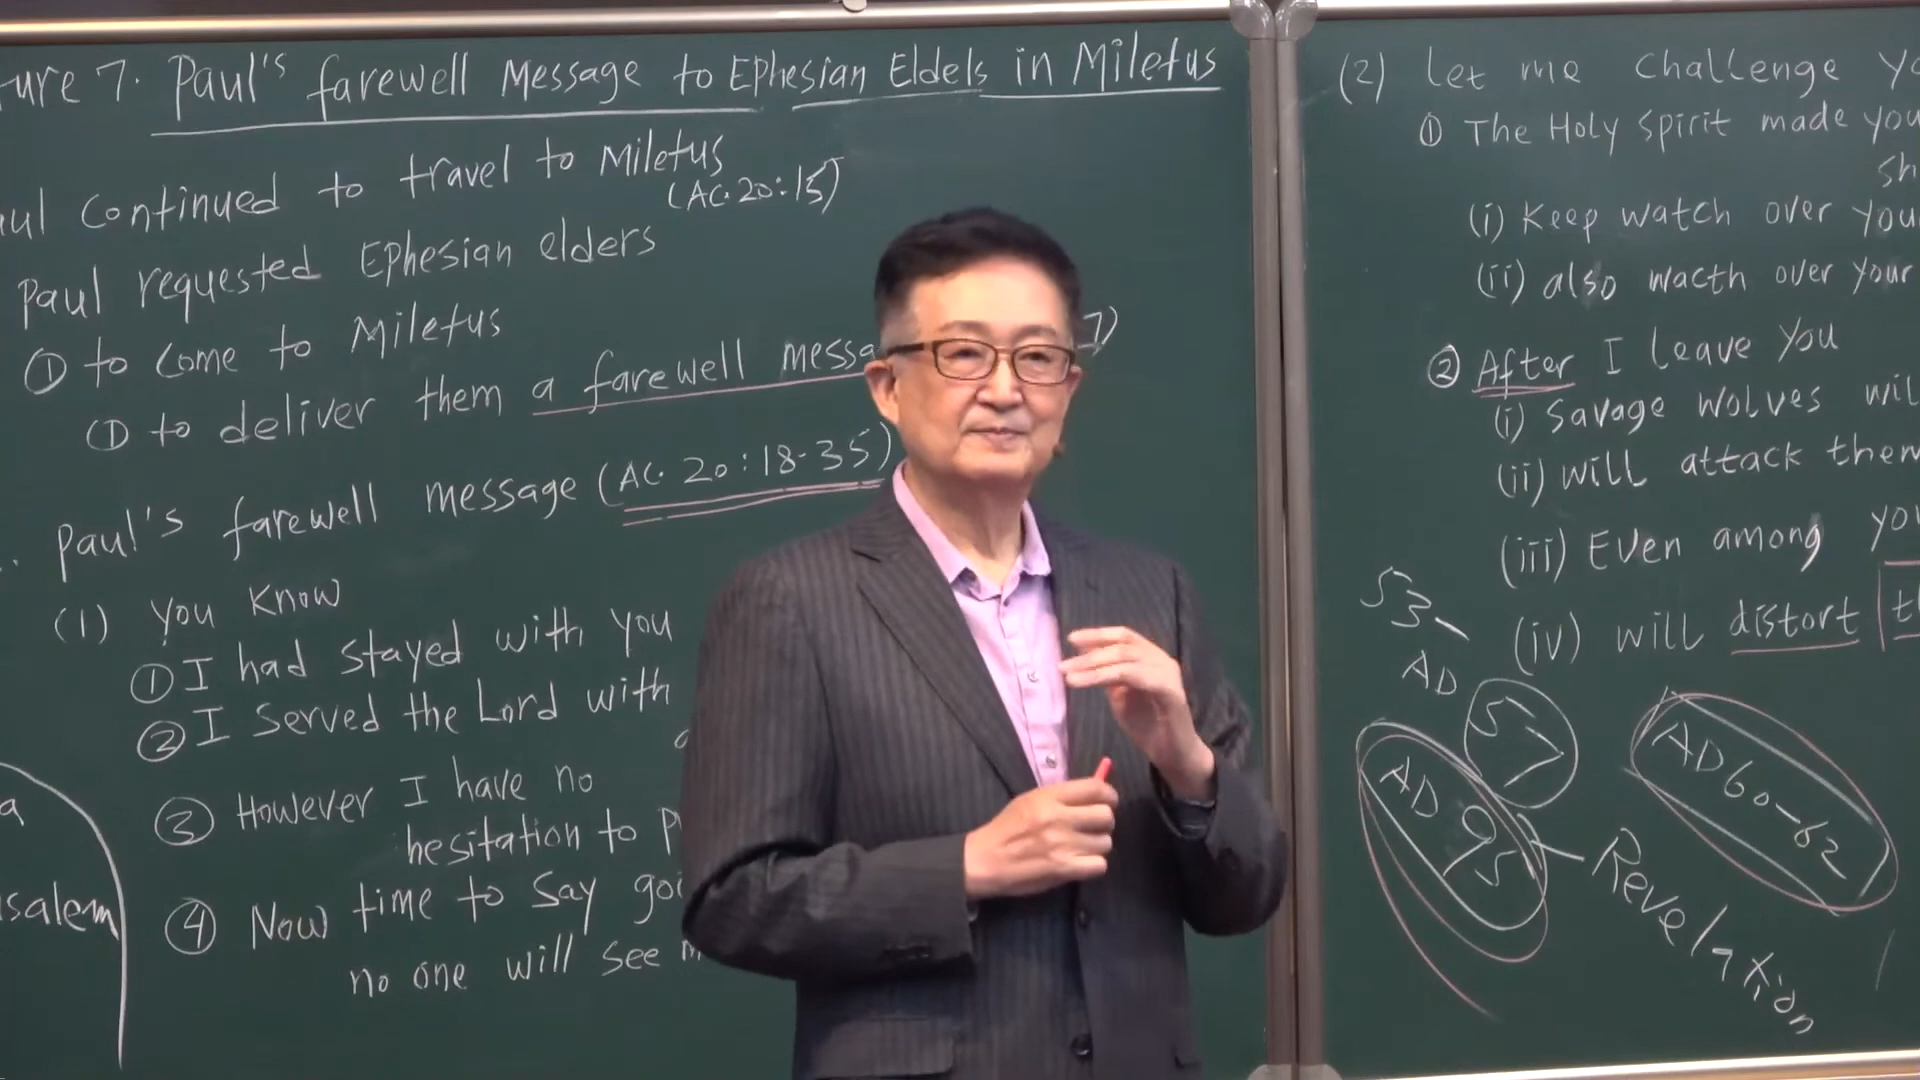 ure 7. Paul's farewell Message to Ephesian Eldels in Miletus
aul continued to travel to Miletus
(AC. 20:15)
Paul requested Ephesian elders
① to come to Miletus
① to deliver them a farewell messa 7)
Paul's farewell message (AC. 20:18-35)
(1) you know
① I had stayed with you
② I served the Lord with
③ However I have no
hesitation to p
④ Now time to say goi
no one will see m
a
salem
(2) Let me challenge yo
① The Holy Spirit made you
sh
(i) Keep watch over your
(ii) also wacth over your
② After I leave you
(i) Savage wolves wil
(ii) will attack them
(iii) Even among you
(iv) will distort t
53
AD
57
AD 95
AD 60-62
Revelation